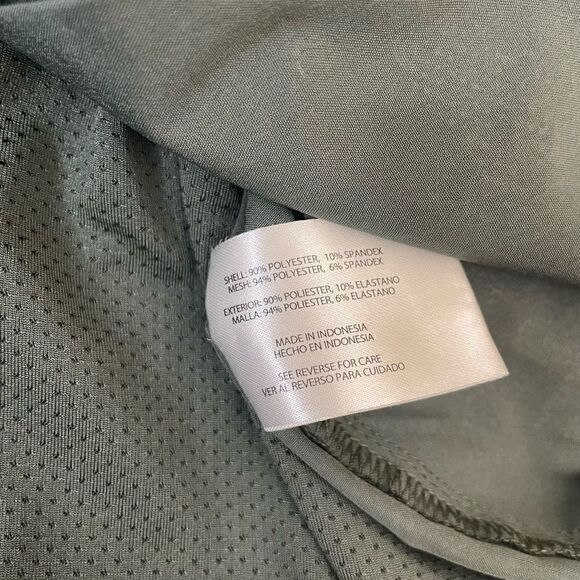 SHELL: 90% POLYESTER, 10% SPANDEX
MESH: 94% POLYESTER, 6% SPANDEX
EXTERIOR: 90% POLIESTER, 10% ELASTANO
MALLA: 94% POLIESTER, 6% ELASTANO
MADE IN INDONESIA
HECHO EN INDONESIA
SEE REVERSE FOR CARE
VER AL REVERSO PARA CUIDADO